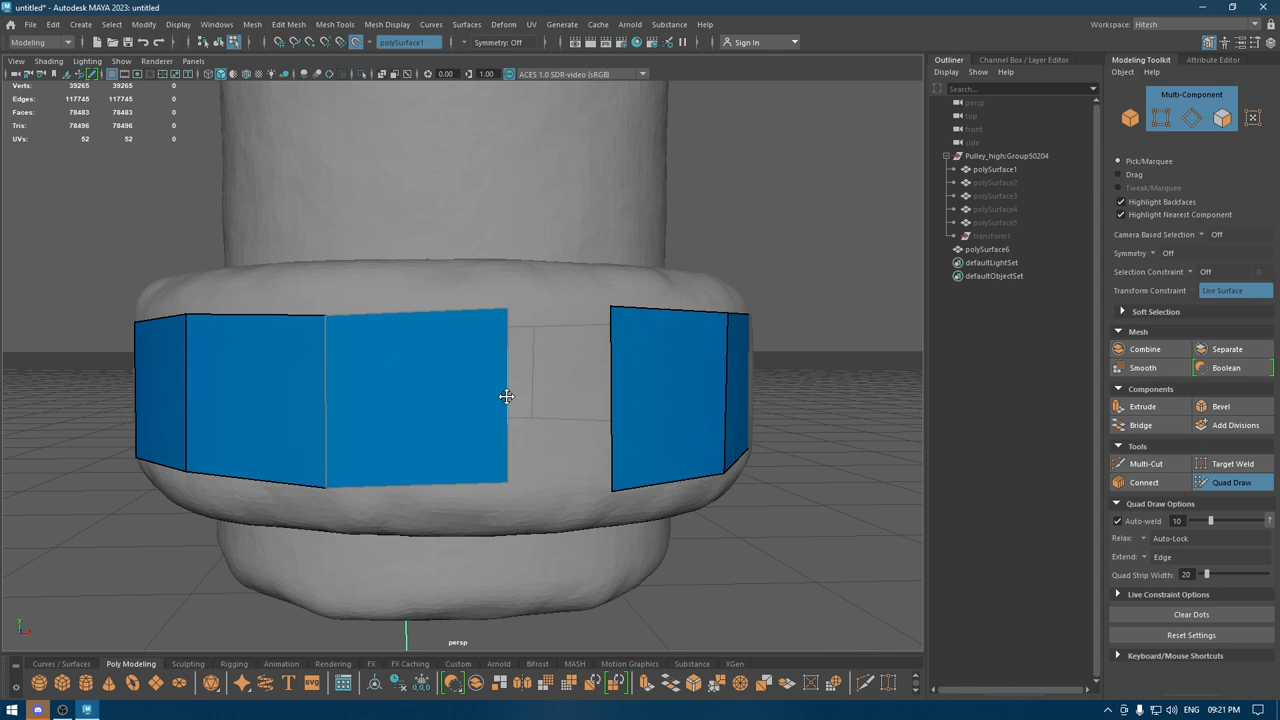 untitled* - Autodesk MAYA 2023: untitled
File Edit Create Select Modify Display Windows Mesh Edit Mesh Mesh Tools Mesh Display Curves Surfaces Deform UV Generate Cache Arnold Substance Help
Workspace: Hitesh
Modeling polySurface1 Symmetry: Off Sign In
View Shading Lighting Show Renderer Panels
0.00 1.00 ACES 1.0 SDR-video (sRGB)
Verts: 39265 39265 0
Edges: 117745 117745 0
Faces: 78483 78483 0
Tris: 78496 78496 0
UVs: 52 52 0
persp
Outliner Channel Box / Layer Editor
Display Show Help
Search...
persp
top
front
side
Pulley_high:Group50204
polySurface1
polySurface2
polySurface3
polySurface4
polySurface5
transform1
polySurface6
defaultLightSet
defaultObjectSet
Modeling Toolkit Attribute Editor
Object Help
Multi-Component
Pick/Marquee
Drag
Tweak/Marquee
Highlight Backfaces
Highlight Nearest Component
Camera Based Selection Off
Symmetry Off
Selection Constraint Off 0
Transform Constraint Live Surface
Soft Selection
Mesh
Combine Separate
Smooth Boolean
Components
Extrude Bevel
Bridge Add Divisions
Tools
Multi-Cut Target Weld
Connect Quad Draw
Quad Draw Options
Auto-weld 10 ?
Relax: Auto-Lock
Extend: Edge
Quad Strip Width: 20
Live Constraint Options
Clear Dots
Reset Settings
Keyboard/Mouse Shortcuts
Curves / Surfaces Poly Modeling Sculpting Rigging Animation Rendering FX FX Caching Custom Arnold Bifrost MASH Motion Graphics Substance XGen
ENG 09:21 PM